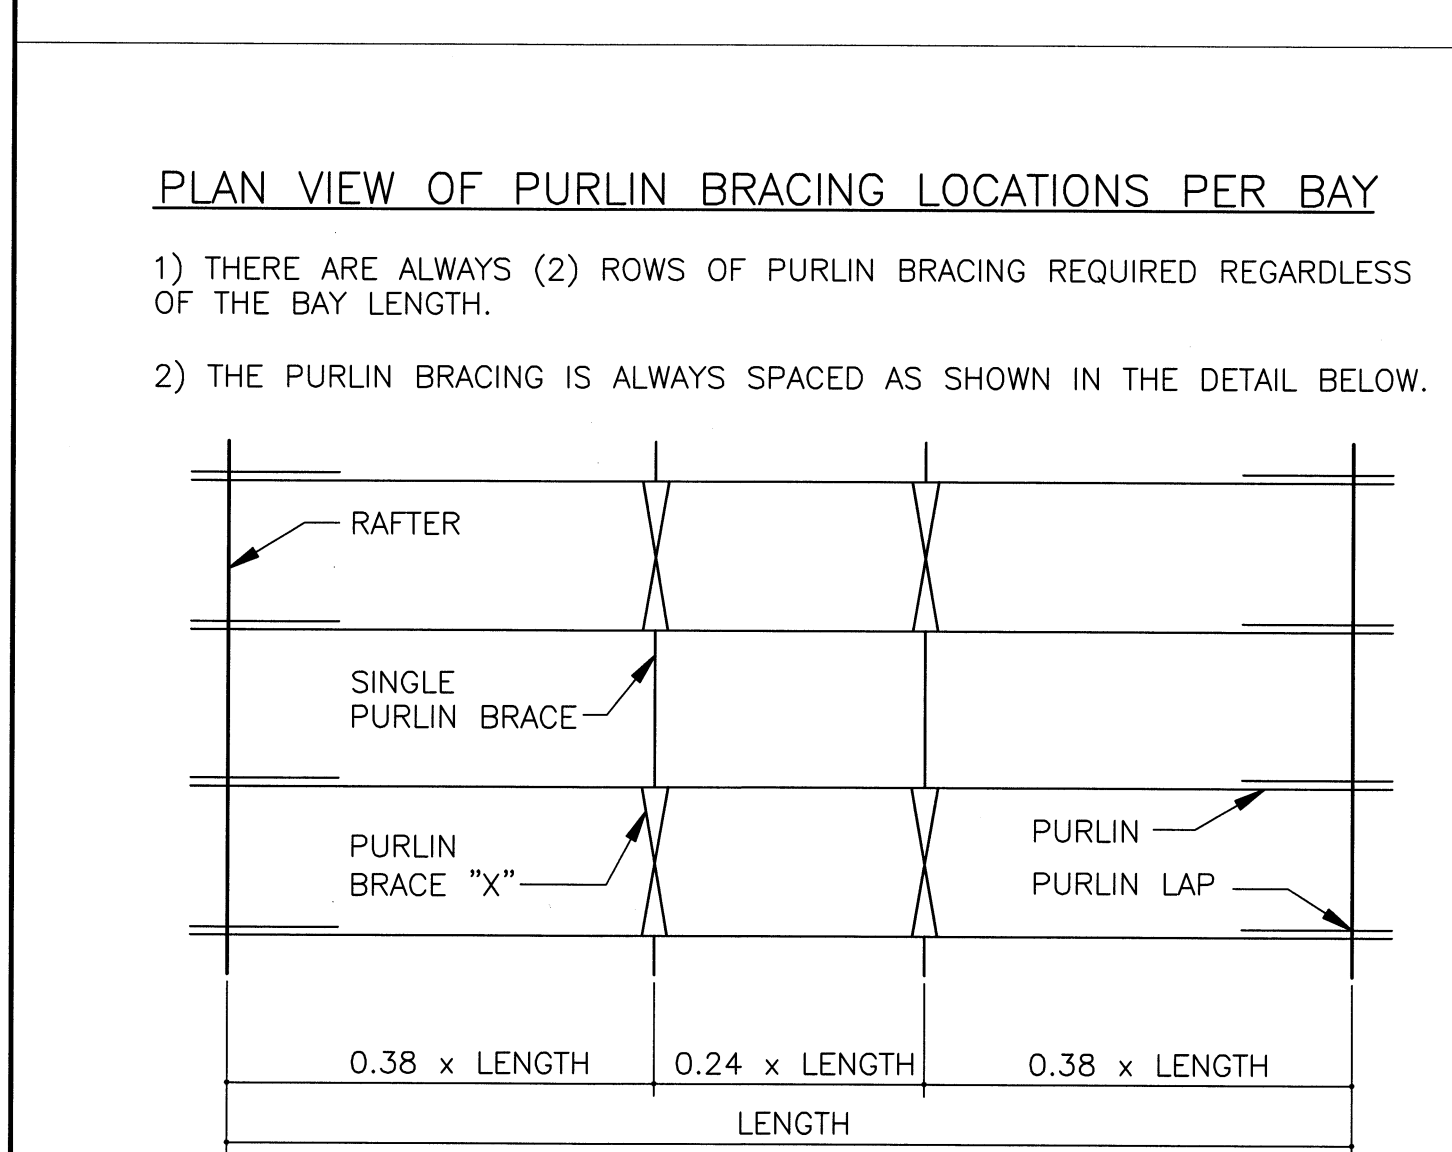 PLAN VIEW OF PURLIN BRACING LOCATIONS PER BAY
1) THERE ARE ALWAYS (2) ROWS OF PURLIN BRACING REQUIRED REGARDLESS
OF THE BAY LENGTH.
2) THE PURLIN BRACING IS ALWAYS SPACED AS SHOWN IN THE DETAIL BELOW.
RAFTER
SINGLE
PURLIN BRACE
PURLIN
BRACE "X"
PURLIN
PURLIN LAP
0.38 x LENGTH
0.24 x LENGTH
0.38 x LENGTH
LENGTH